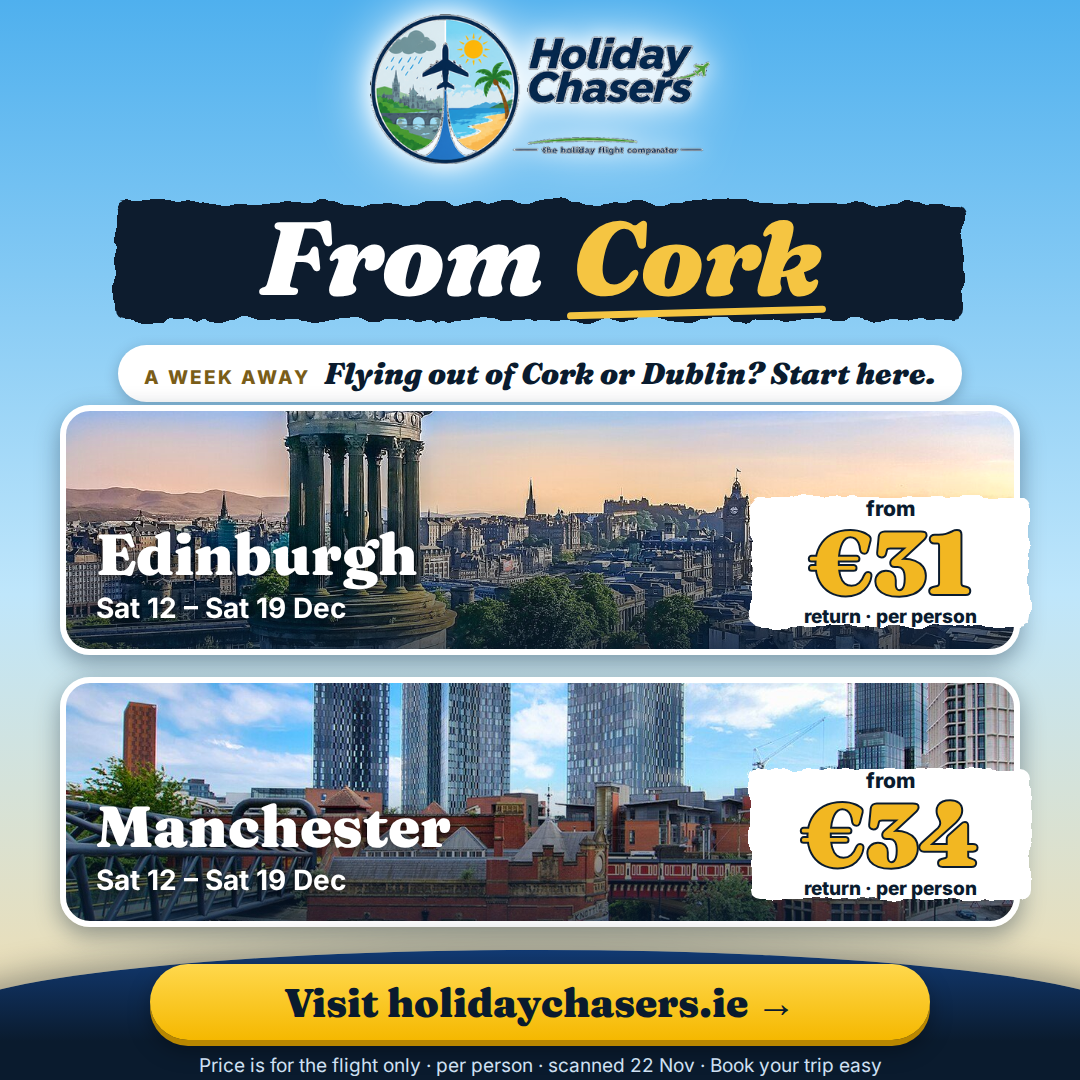 Holiday
Chasers
the holiday flight comparator
From Cork
A WEEK AWAY Flying out of Cork or Dublin? Start here.
from
€31
return · per person
Edinburgh
Sat 12 – Sat 19 Dec
from
€34
return · per person
Manchester
Sat 12 – Sat 19 Dec
Visit holidaychasers.ie →
Price is for the flight only · per person · scanned 22 Nov · Book your trip easy